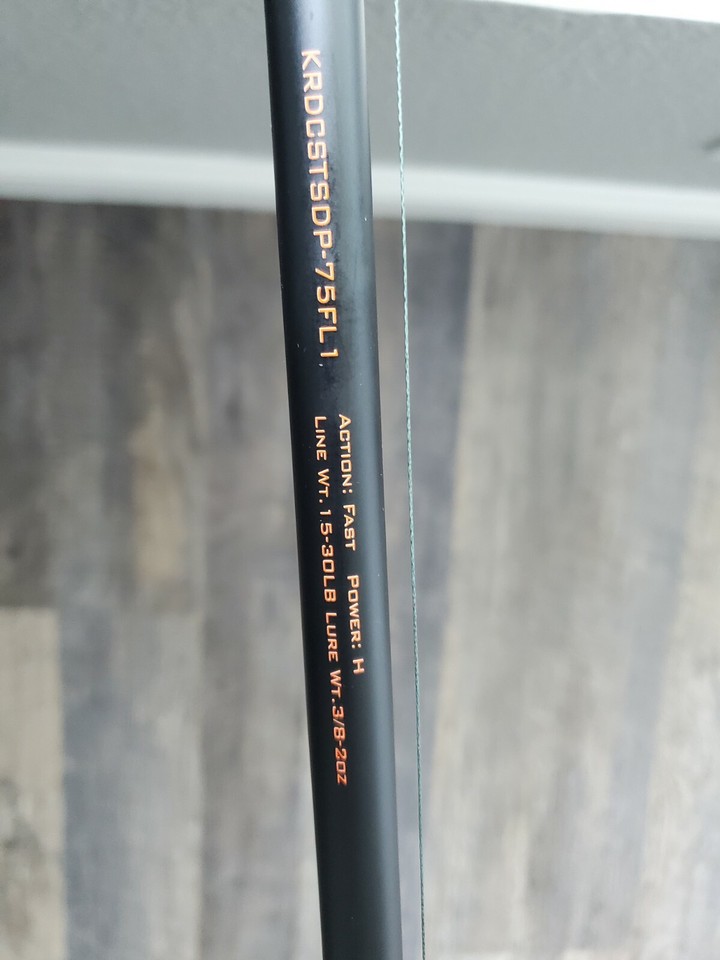 KRDCSTSDP-75FL1
ACTION: FAST POWER: H
LINE WT. 15-30LB LURE WT. 3/8-2OZ